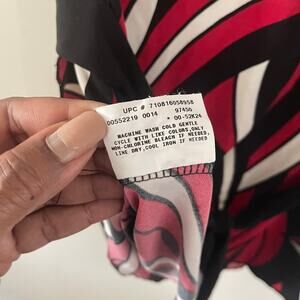 UPC # 710816058958
00552219 0014 97456
* 00-52K24
MACHINE WASH COLD GENTLE
CYCLE WITH LIKE COLORS,ONLY
NON-CHLORINE BLEACH IF NEEDED,
LINE DRY,COOL IRON IF NEEDED